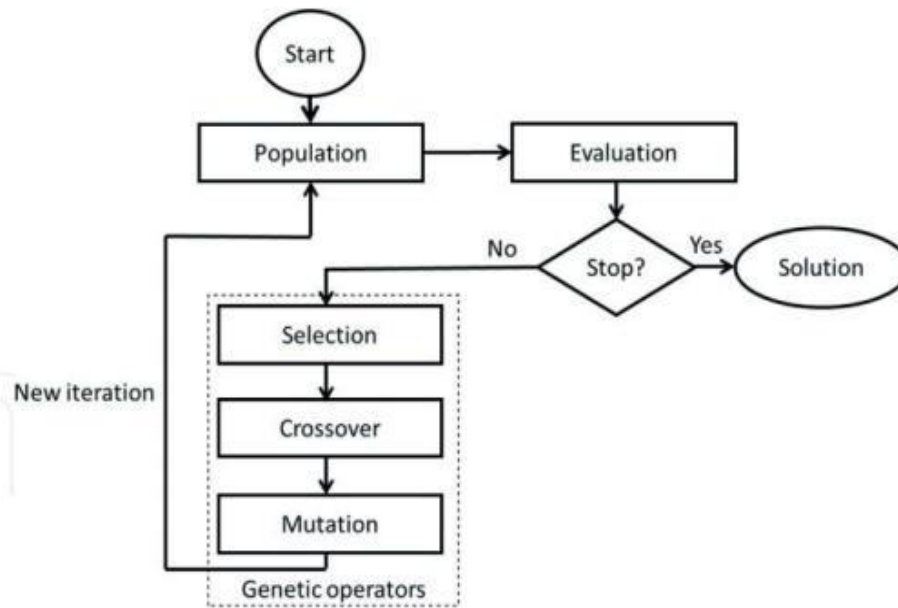 Start
Population
Evaluation
No
Yes
Stop?
Solution
Selection
New iteration
Crossover
Mutation
Genetic operators